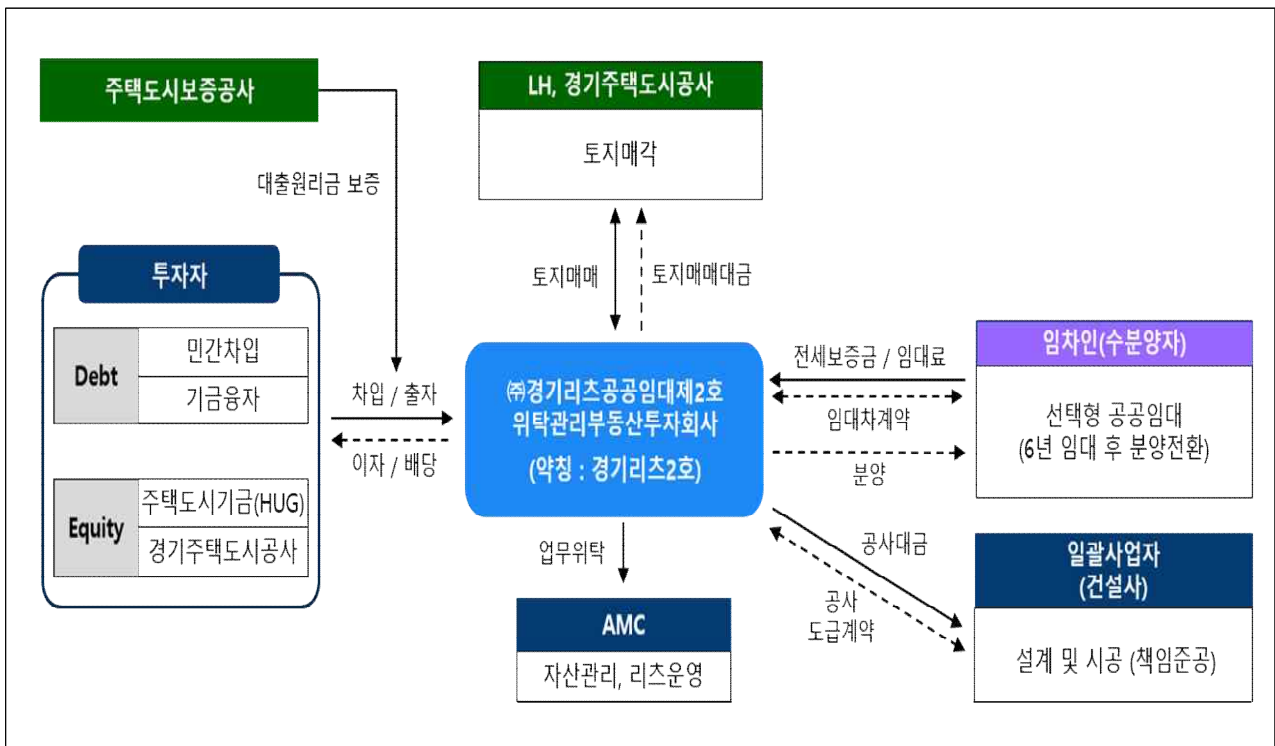 주택도시보증공사
대출원리금 보증
LH, 경기주택도시공사
토지매각
토지매매
토지매매대금
투자자
Debt
민간차입
기금융자
Equity
주택도시기금(HUG)
경기주택도시공사
차입 / 출자
이자 / 배당
㈜경기리츠공공임대제2호
위탁관리부동산투자회사
(약칭 : 경기리츠2호)
전세보증금 / 임대료
임대차계약
분양
임차인(수분양자)
선택형 공공임대
(6년 임대 후 분양전환)
업무위탁
AMC
자산관리, 리츠운영
공사대금
공사
도급계약
일괄사업자
(건설사)
설계 및 시공 (책임준공)